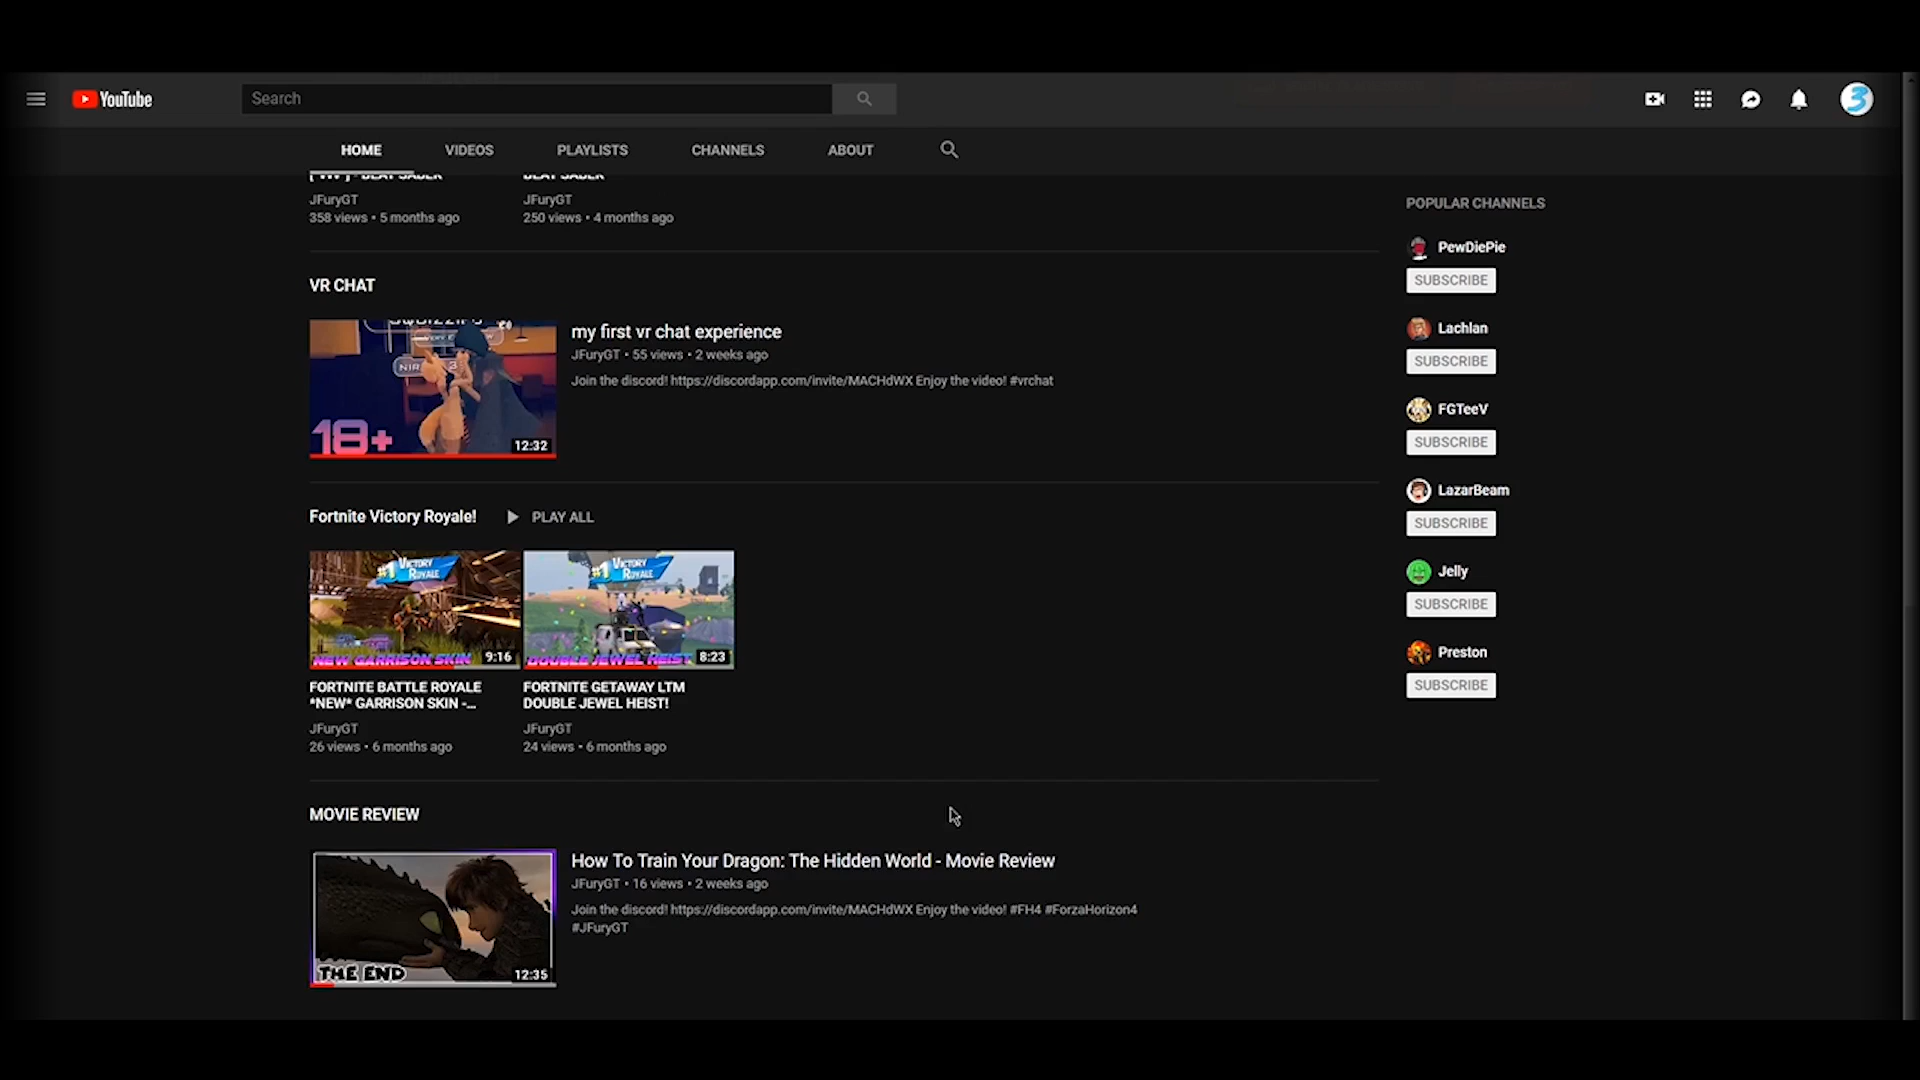 YouTube
Search
HOME VIDEOS PLAYLISTS CHANNELS ABOUT
BEAT SABER
BEAT SABER
JFuryGT
358 views • 5 months ago
JFuryGT
250 views • 4 months ago
VR CHAT
18+
12:32
my first vr chat experience
JFuryGT • 55 views • 2 weeks ago
Join the discord! https://discordapp.com/invite/MACHdWX Enjoy the video! #vrchat
Fortnite Victory Royale! PLAY ALL
#1 VICTORY ROYALE
NEW GARRISON SKIN 9:16
FORTNITE BATTLE ROYALE
*NEW* GARRISON SKIN -...
JFuryGT
26 views • 6 months ago
#1 VICTORY ROYALE
DOUBLE JEWEL HEIST 8:23
FORTNITE GETAWAY LTM
DOUBLE JEWEL HEIST!
JFuryGT
24 views • 6 months ago
MOVIE REVIEW
THE END 12:35
How To Train Your Dragon: The Hidden World - Movie Review
JFuryGT • 16 views • 2 weeks ago
Join the discord! https://discordapp.com/invite/MACHdWX Enjoy the video! #FH4 #ForzaHorizon4
#JFuryGT
POPULAR CHANNELS
PewDiePie
SUBSCRIBE
Lachlan
SUBSCRIBE
FGTeeV
SUBSCRIBE
LazarBeam
SUBSCRIBE
Jelly
SUBSCRIBE
Preston
SUBSCRIBE